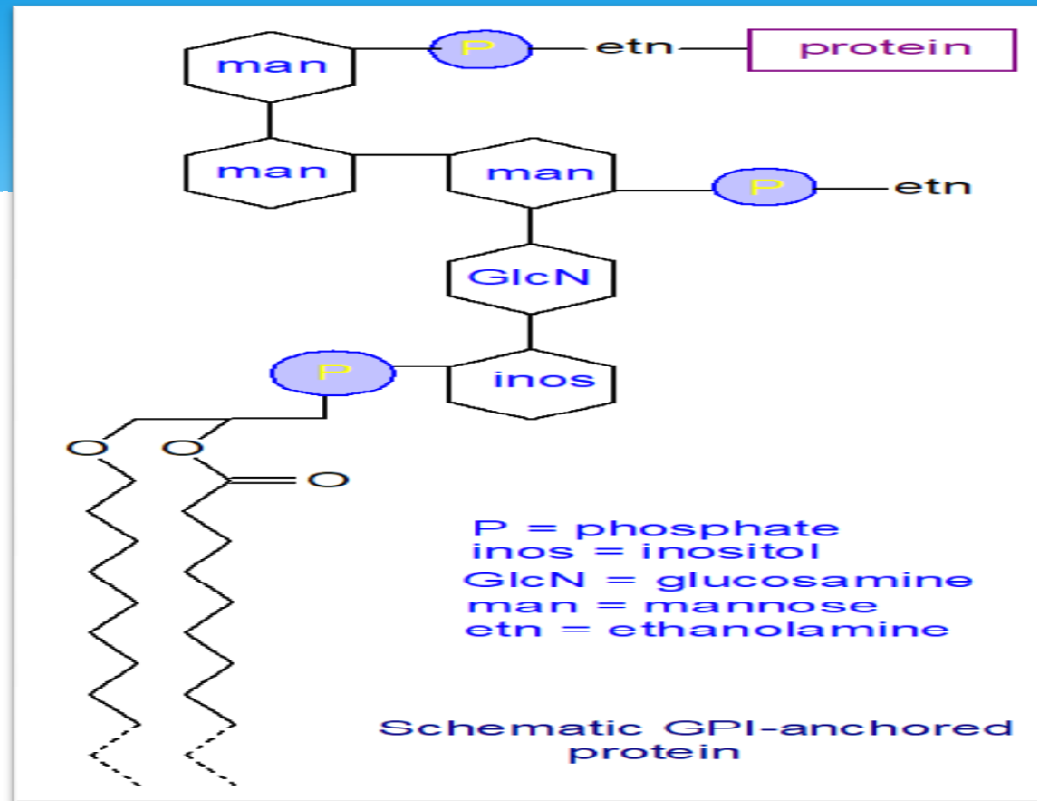 man P etn protein
man man P etn
GlcN
P inos
O O
O
P = phosphate
inos = inositol
GlcN = glucosamine
man = mannose
etn = ethanolamine
Schematic GPI-anchored
protein